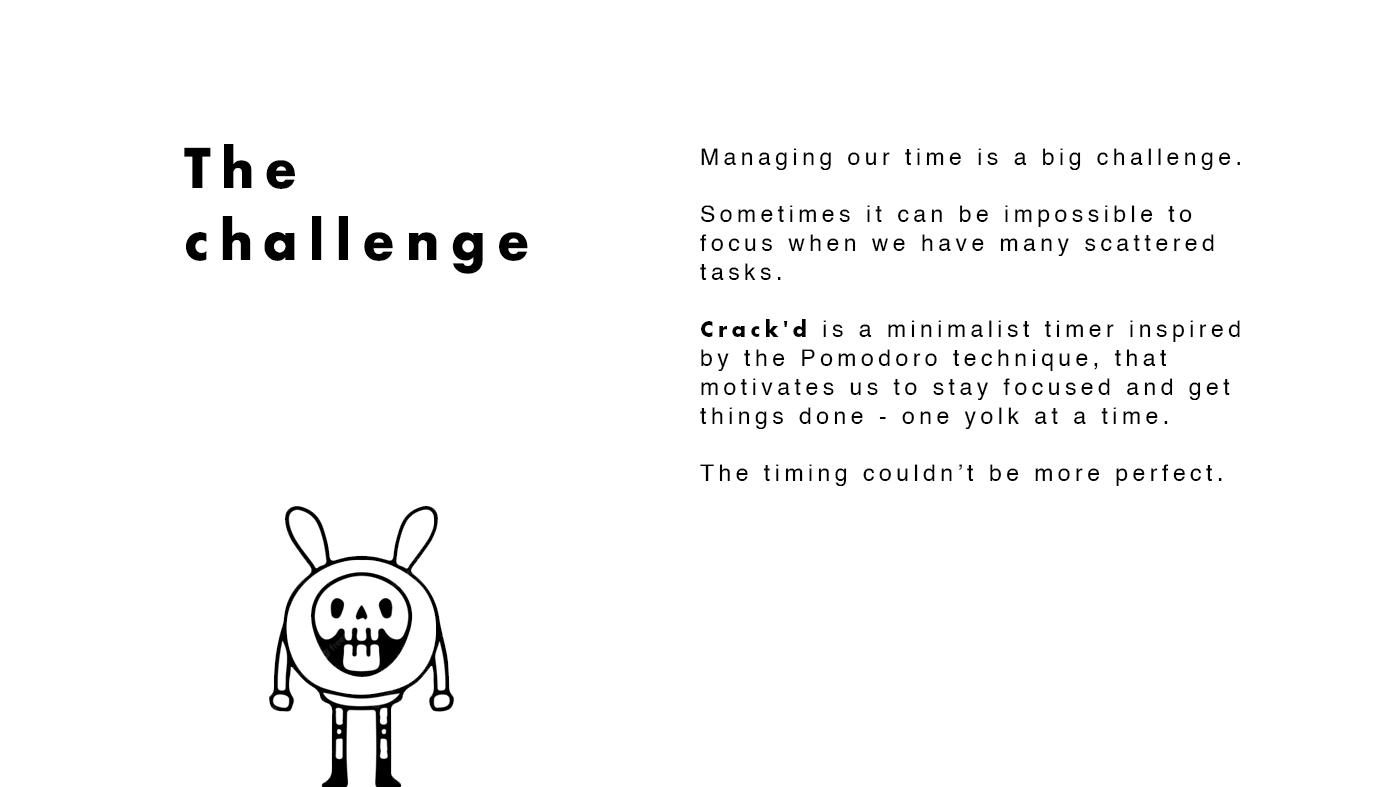 The
challenge
Managing our time is a big challenge.
Sometimes it can be impossible to
focus when we have many scattered
tasks.
Crack'd is a minimalist timer inspired
by the Pomodoro technique, that
motivates us to stay focused and get
things done - one yolk at a time.
The timing couldn’t be more perfect.